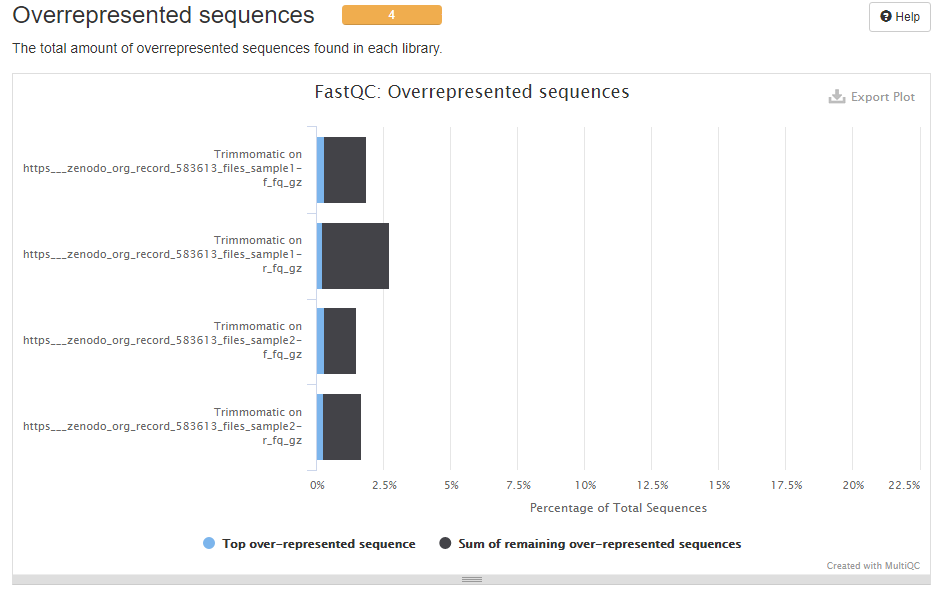 Overrepresented sequences 4 Help
The total amount of overrepresented sequences found in each library.
FastQC: Overrepresented sequences
Export Plot
Trimmomatic on
https___zenodo_org_record_583613_files_sample1-
f_fq_gz
Trimmomatic on
https___zenodo_org_record_583613_files_sample1-
r_fq_gz
Trimmomatic on
https___zenodo_org_record_583613_files_sample2-
f_fq_gz
Trimmomatic on
https___zenodo_org_record_583613_files_sample2-
r_fq_gz
0% 2.5% 5% 7.5% 10% 12.5% 15% 17.5% 20% 22.5%
Percentage of Total Sequences
Top over-represented sequence Sum of remaining over-represented sequences
Created with MultiQC